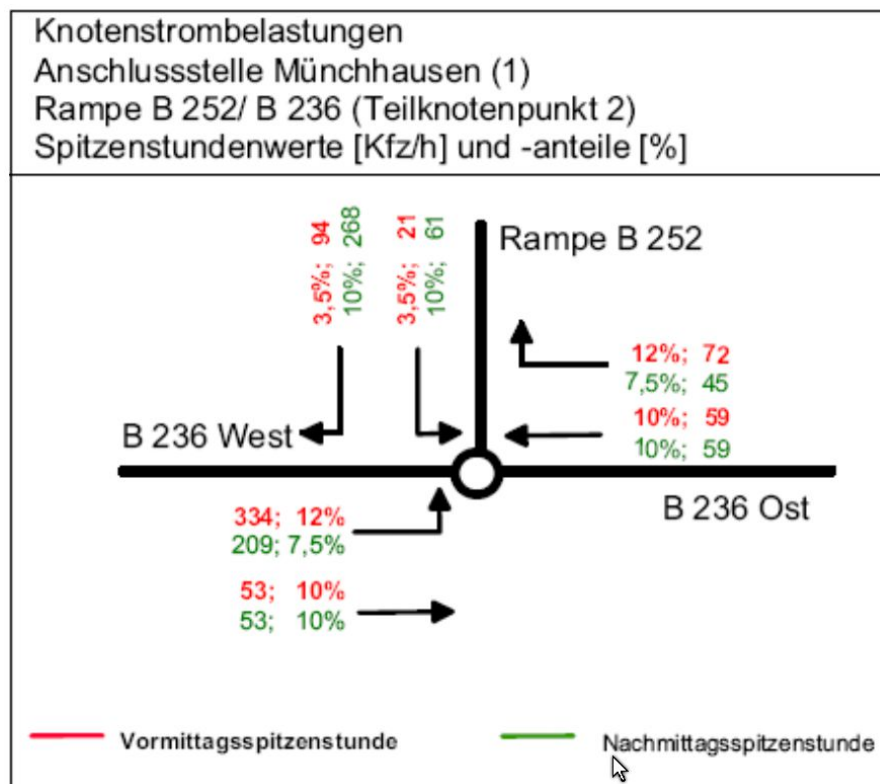 Knotenstrombelastungen
Anschlussstelle Münchhausen (1)
Rampe B 252/ B 236 (Teilknotenpunkt 2)
Spitzenstundenwerte [Kfz/h] und -anteile [%]
3,5%; 94
10%; 268
3,5%; 21
10%; 61
Rampe B 252
12%; 72
7,5%; 45
10%; 59
10%; 59
B 236 West
B 236 Ost
334; 12%
209; 7,5%
53; 10%
53; 10%
Vormittagsspitzenstunde
Nachmittagsspitzenstunde